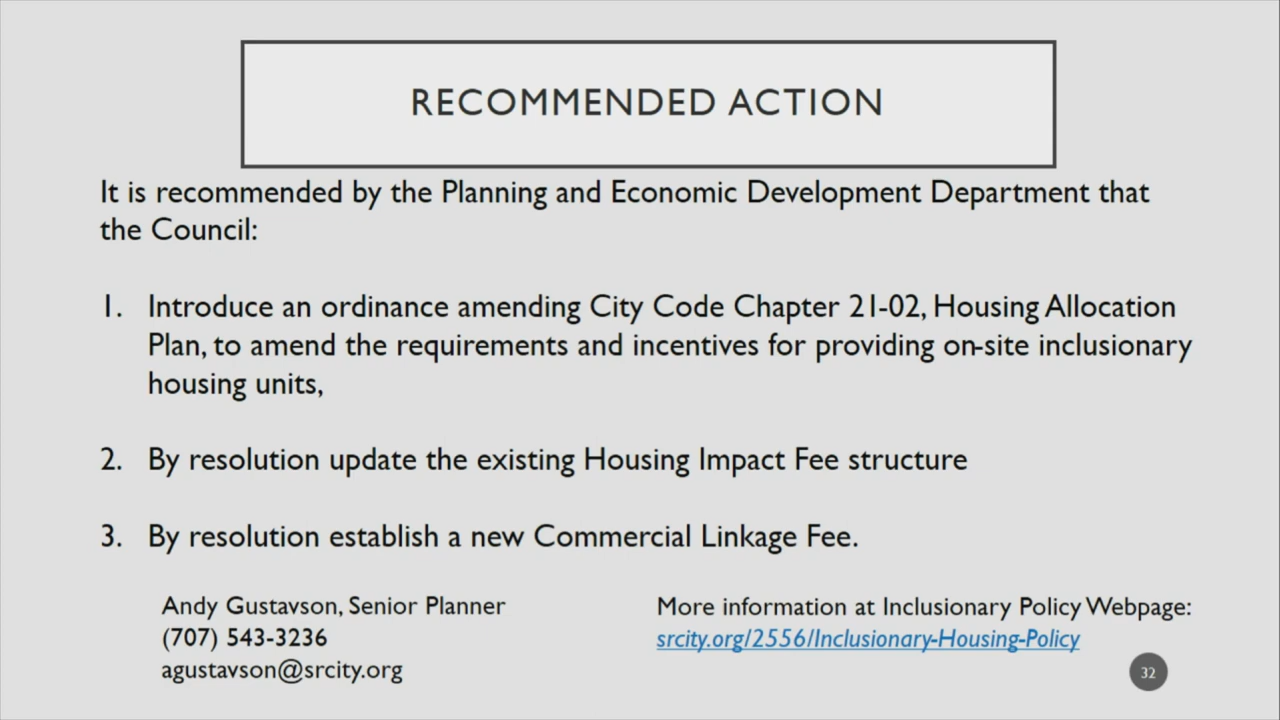 RECOMMENDED ACTION
It is recommended by the Planning and Economic Development Department that
the Council:
1. Introduce an ordinance amending City Code Chapter 21-02, Housing Allocation
Plan, to amend the requirements and incentives for providing on-site inclusionary
housing units,
2. By resolution update the existing Housing Impact Fee structure
3. By resolution establish a new Commercial Linkage Fee.
Andy Gustavson, Senior Planner
(707) 543-3236
agustavson@srcity.org
More information at Inclusionary Policy Webpage:
srcity.org/2556/Inclusionary-Housing-Policy
32